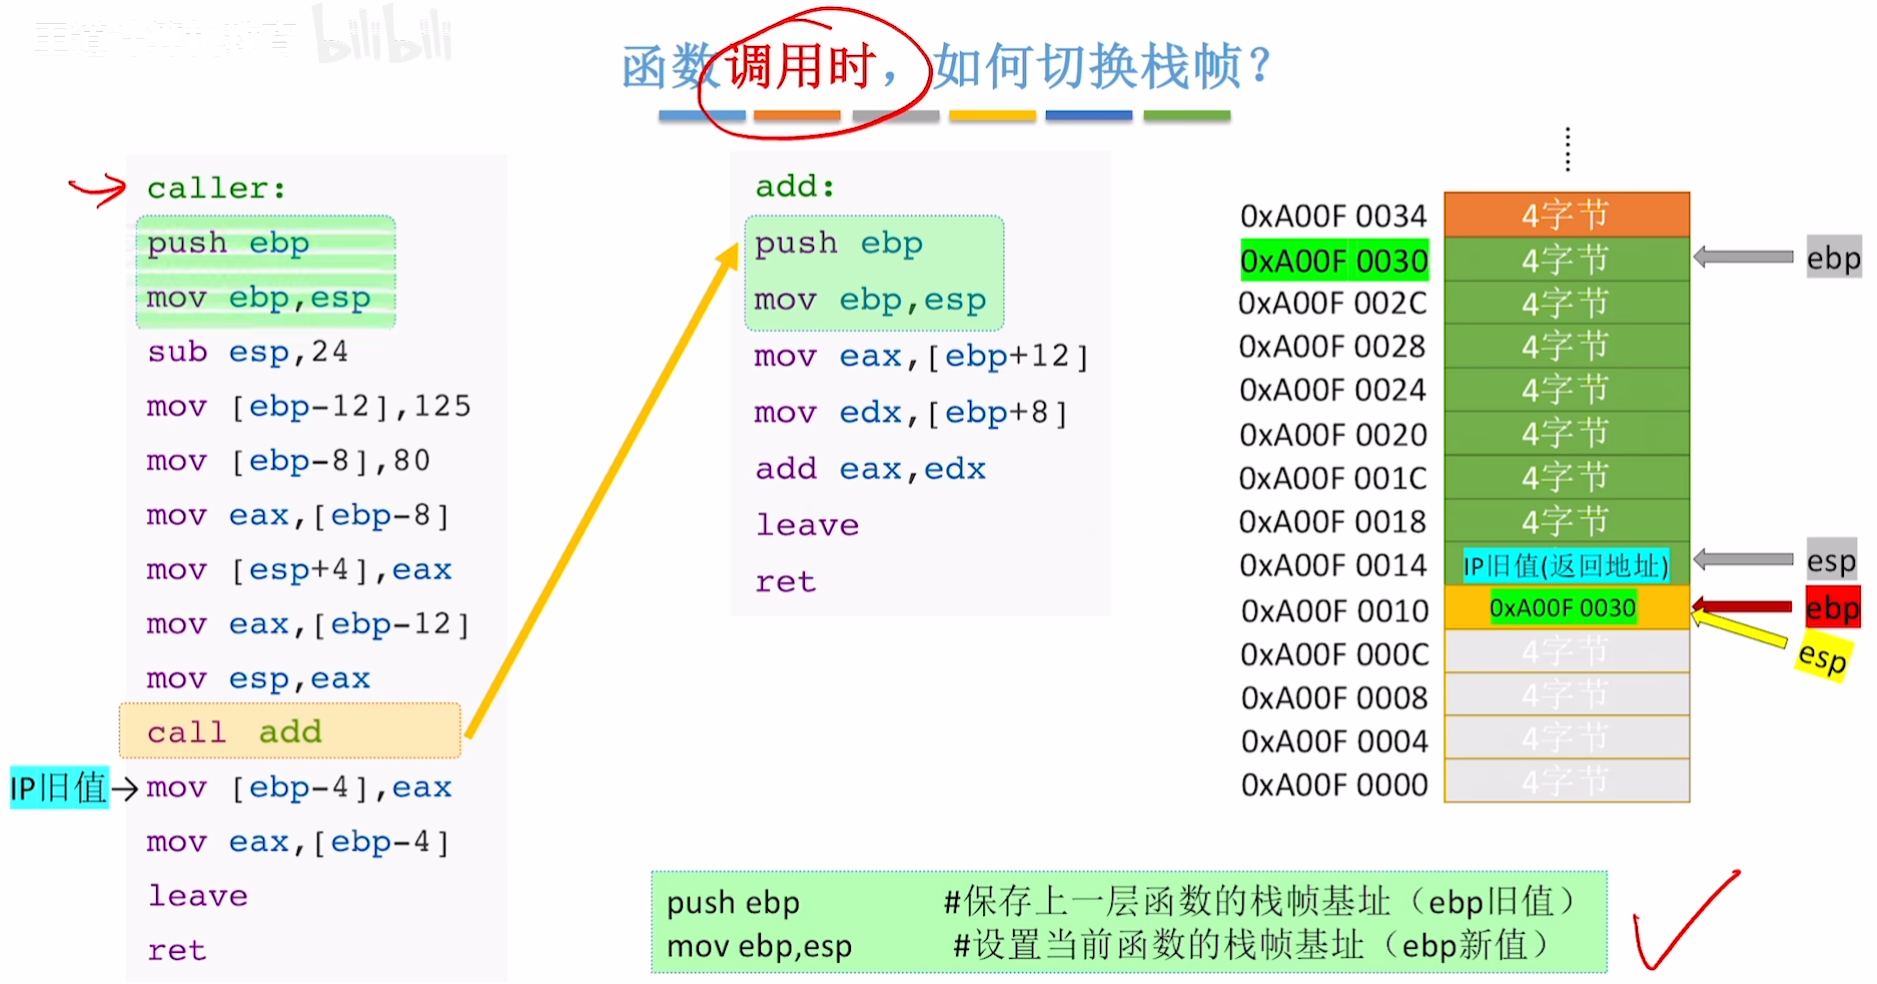 bilibili
函数调用时，如何切换栈帧？
caller:
push ebp
mov ebp,esp
sub esp,24
mov [ebp-12],125
mov [ebp-8],80
mov eax,[ebp-8]
mov [esp+4],eax
mov eax,[ebp-12]
mov esp,eax
call add
IP旧值→mov [ebp-4],eax
mov eax,[ebp-4]
leave
ret
add:
push ebp
mov ebp,esp
mov eax,[ebp+12]
mov edx,[ebp+8]
add eax,edx
leave
ret
0xA00F 0034 4字节
0xA00F 0030 4字节 ebp
0xA00F 002C 4字节
0xA00F 0028 4字节
0xA00F 0024 4字节
0xA00F 0020 4字节
0xA00F 001C 4字节
0xA00F 0018 4字节
0xA00F 0014 IP旧值(返回地址) esp
0xA00F 0010 0xA00F 0030 ebp
esp
0xA00F 000C 4字节
0xA00F 0008 4字节
0xA00F 0004 4字节
0xA00F 0000 4字节
push ebp #保存上一层函数的栈帧基址（ebp旧值）
mov ebp,esp #设置当前函数的栈帧基址（ebp新值）